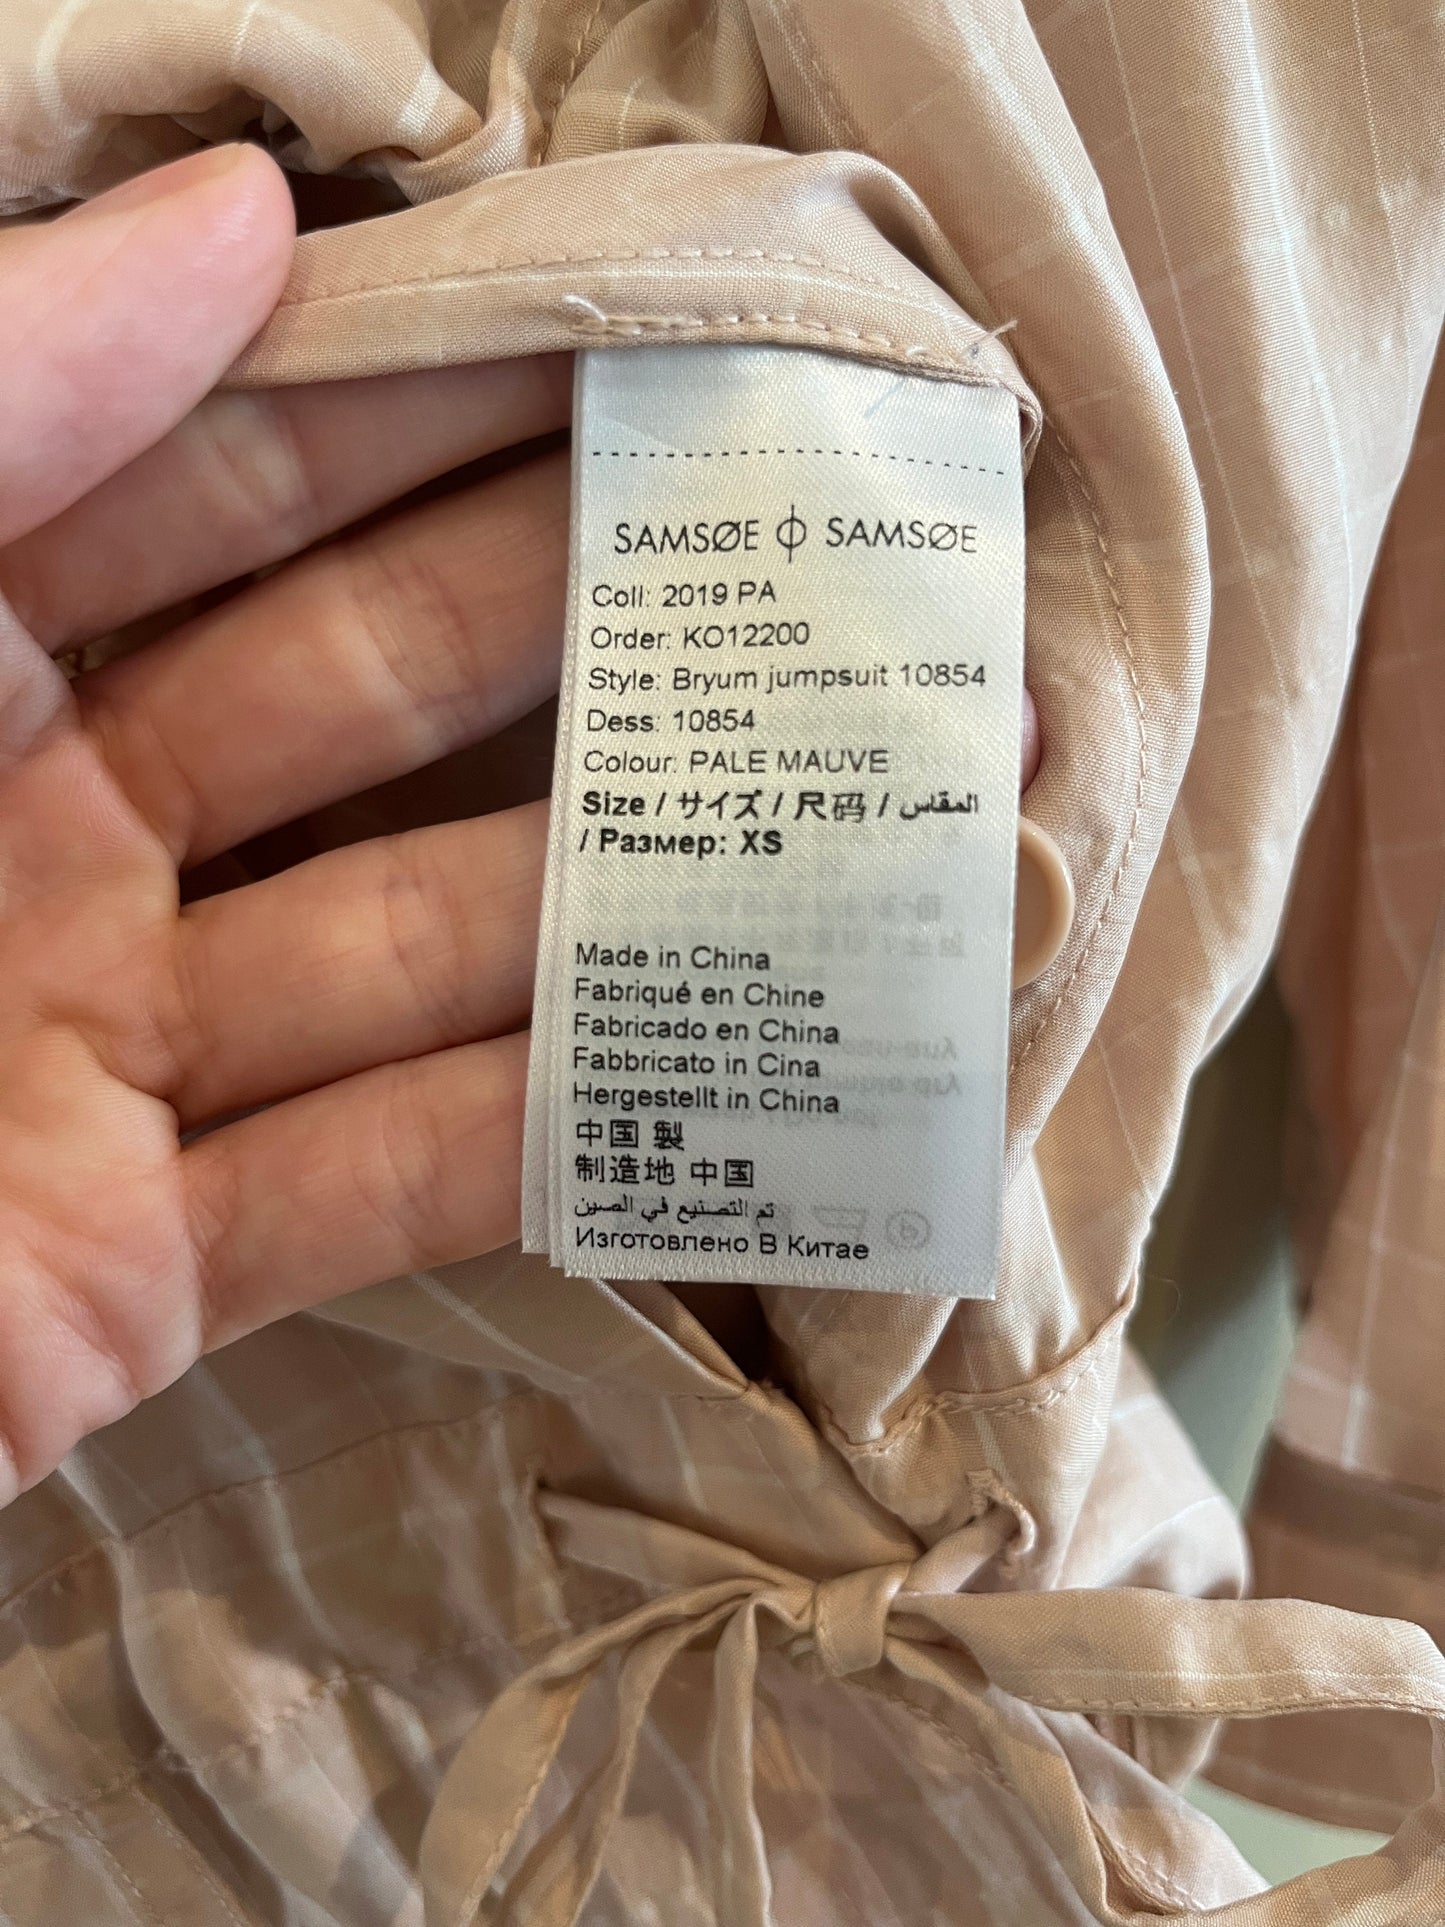 SAMSØE ϕ SAMSØE
Coll: 2019 PA
Order: KO12200
Style: Bryum jumpsuit 10854
Dess: 10854
Colour: PALE MAUVE
Size / サイズ / 尺码 / المقاس
/ Размер: XS
Made in China
Fabriqué en Chine
Fabricado en China
Fabbricato in Cina
Hergestellt in China
中国 製
制造地 中国
تم التصنيع في الصين
Изготовлено В Китае